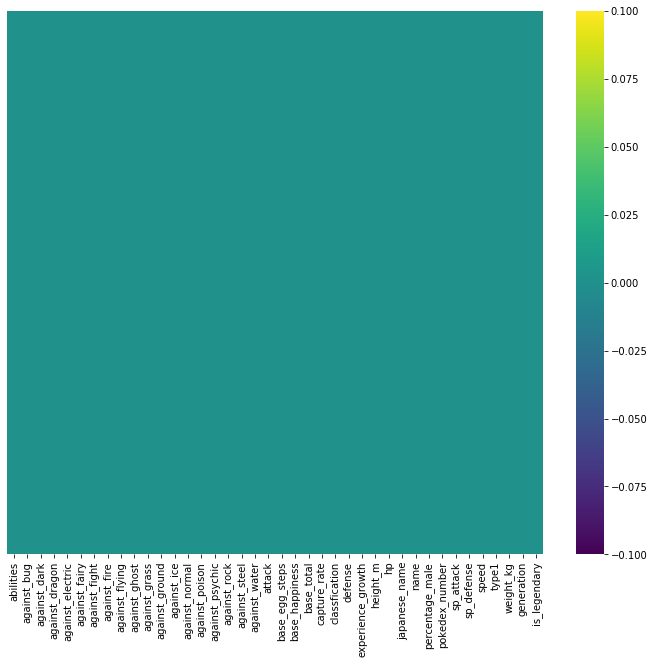 0.100
0.075
0.050
0.025
0.000
−0.025
−0.050
−0.075
−0.100
abilities
against_bug
against_dark
against_dragon
against_electric
against_fairy
against_fight
against_fire
against_flying
against_ghost
against_grass
against_ground
against_ice
against_normal
against_poison
against_psychic
against_rock
against_steel
against_water
attack
base_egg_steps
base_happiness
base_total
capture_rate
classfication
defense
experience_growth
height_m
hp
japanese_name
name
percentage_male
pokedex_number
sp_attack
sp_defense
speed
type1
weight_kg
generation
is_legendary